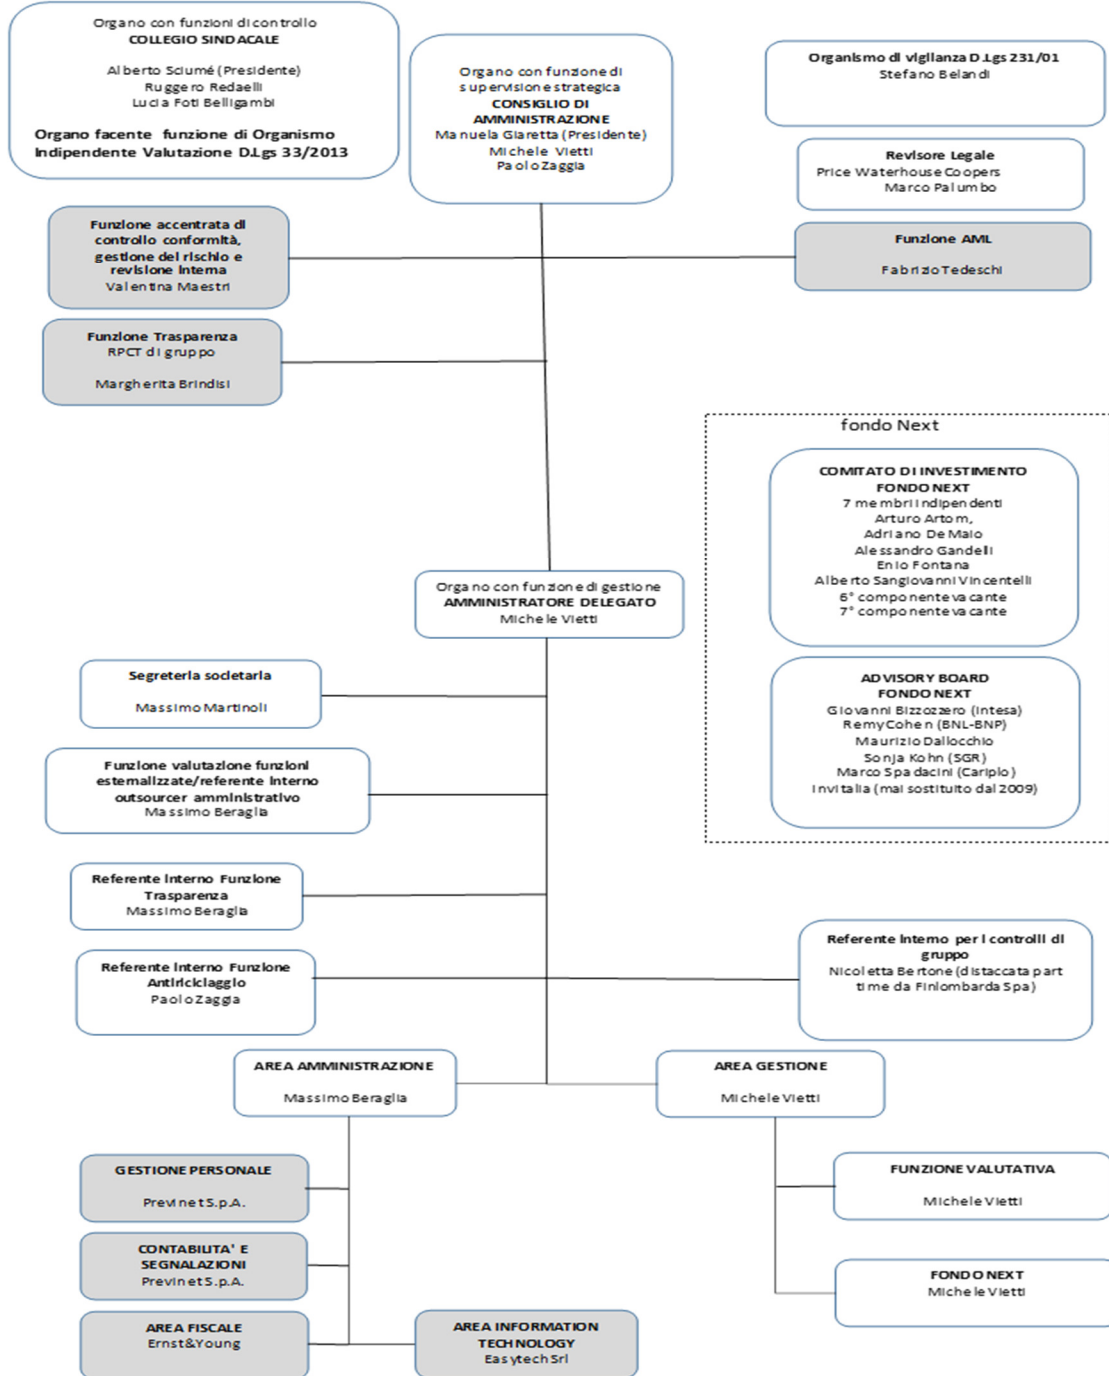 Organo con funzioni di controllo
COLLEGIO SINDACALE
Alberto Sciumé (Presidente)
Ruggero Redaelli
Lucia Foti Belligambi
Organo facente funzione di Organismo
Indipendente Valutazione D.Lgs 33/2013
Organo con funzione di
supervisione strategica
CONSIGLIO DI
AMMINISTRAZIONE
Manuela Giaretta (Presidente)
Michele Vietti
Paolo Zaggia
Organismo di vigilanza D.Lgs 231/01
Stefano Belandi
Revisore Legale
Price Waterhouse Coopers
Marco Palumbo
Funzione accentrata di
controllo conformità,
gestione del rischio e
revisione interna
Valentina Maestri
Funzione AML
Fabrizio Tedeschi
Funzione Trasparenza
RPCT di gruppo
Margherita Brindisi
fondo Next
COMITATO DI INVESTIMENTO
FONDO NEXT
7 membri indipendenti
Arturo Artom,
Adriano De Maio
Alessandro Gandelli
Enio Fontana
Alberto Sangiovanni Vincentelli
6° componente vacante
7° componente vacante
Organo con funzione di gestione
AMMINISTRATORE DELEGATO
Michele Vietti
ADVISORY BOARD
FONDO NEXT
Giovanni Bizzozzero (Intesa)
Remy Cohen (BNL-BNP)
Maurizio Dallocchio
Sonja Kohn (SGR)
Marco Spadacini (Cariplo)
Invitalia (mai sostituito dal 2009)
Segreteria societaria
Massimo Martinoli
Funzione valutazione funzioni
esternalizzate/referente interno
outsourcer amministrativo
Massimo Beraglia
Referente Interno Funzione
Trasparenza
Massimo Beraglia
Referente Interno Funzione
Antiriciclaggio
Paolo Zaggia
Referente Interno per i controlli di
gruppo
Nicoletta Bertone (distaccata part
time da Finlombarda Spa)
AREA AMMINISTRAZIONE
Massimo Beraglia
AREA GESTIONE
Michele Vietti
GESTIONE PERSONALE
Previnet S.p.A.
FUNZIONE VALUTATIVA
Michele Vietti
CONTABILITA' E
SEGNALAZIONI
Previnet S.p.A.
FONDO NEXT
Michele Vietti
AREA FISCALE
Ernst&Young
AREA INFORMATION
TECHNOLOGY
Easytech Srl